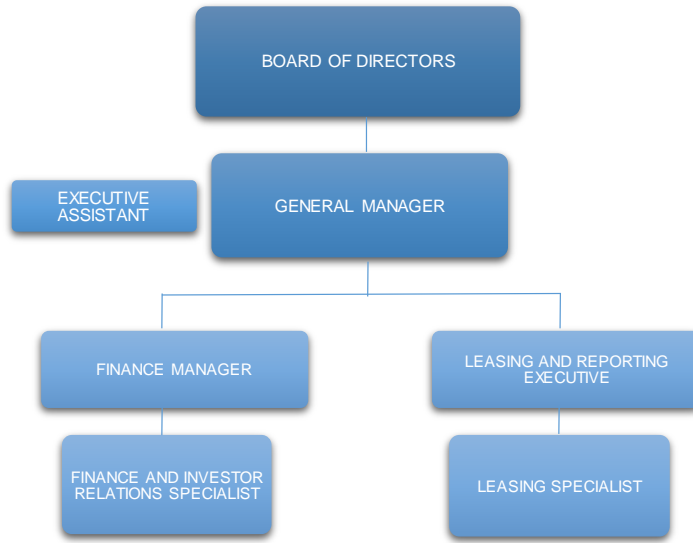 BOARD OF DIRECTORS
EXECUTIVE
ASSISTANT
GENERAL MANAGER
FINANCE MANAGER
LEASING AND REPORTING
EXECUTIVE
FINANCE AND INVESTOR
RELATIONS SPECIALIST
LEASING SPECIALIST